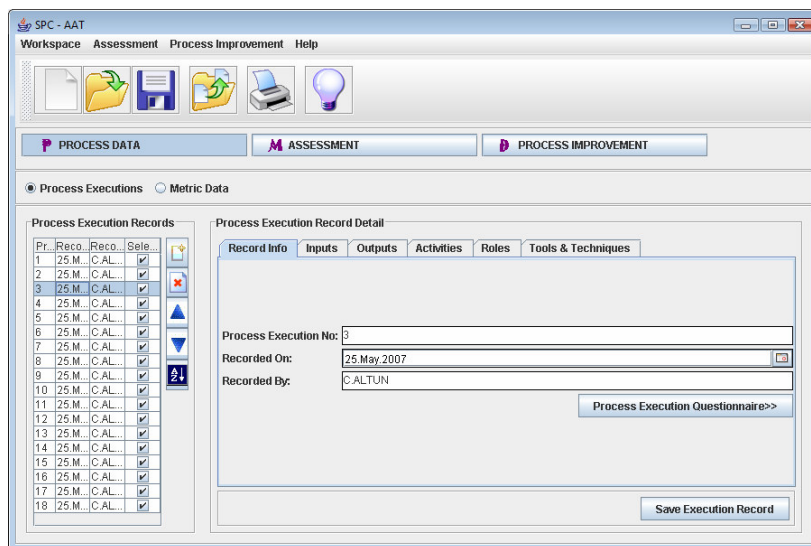 SPC - AAT
Workspace Assessment Process Improvement Help
P PROCESS DATA M ASSESSMENT D PROCESS IMPROVEMENT
Process Executions Metric Data
Process Execution Records
Pr... Reco... Reco... Sele...
1 25.M... C.AL...
2 25.M... C.AL...
3 25.M... C.AL...
4 25.M... C.AL...
5 25.M... C.AL...
6 25.M... C.AL...
7 25.M... C.AL...
8 25.M... C.AL...
9 25.M... C.AL...
10 25.M... C.AL...
11 25.M... C.AL...
12 25.M... C.AL...
13 25.M... C.AL...
14 25.M... C.AL...
15 25.M... C.AL...
16 25.M... C.AL...
17 25.M... C.AL...
18 25.M... C.AL...
A
Z
Process Execution Record Detail
Record Info Inputs Outputs Activities Roles Tools & Techniques
Process Execution No: 3
Recorded On: 25.May.2007
Recorded By: C.ALTUN
Process Execution Questionnaire>>
Save Execution Record